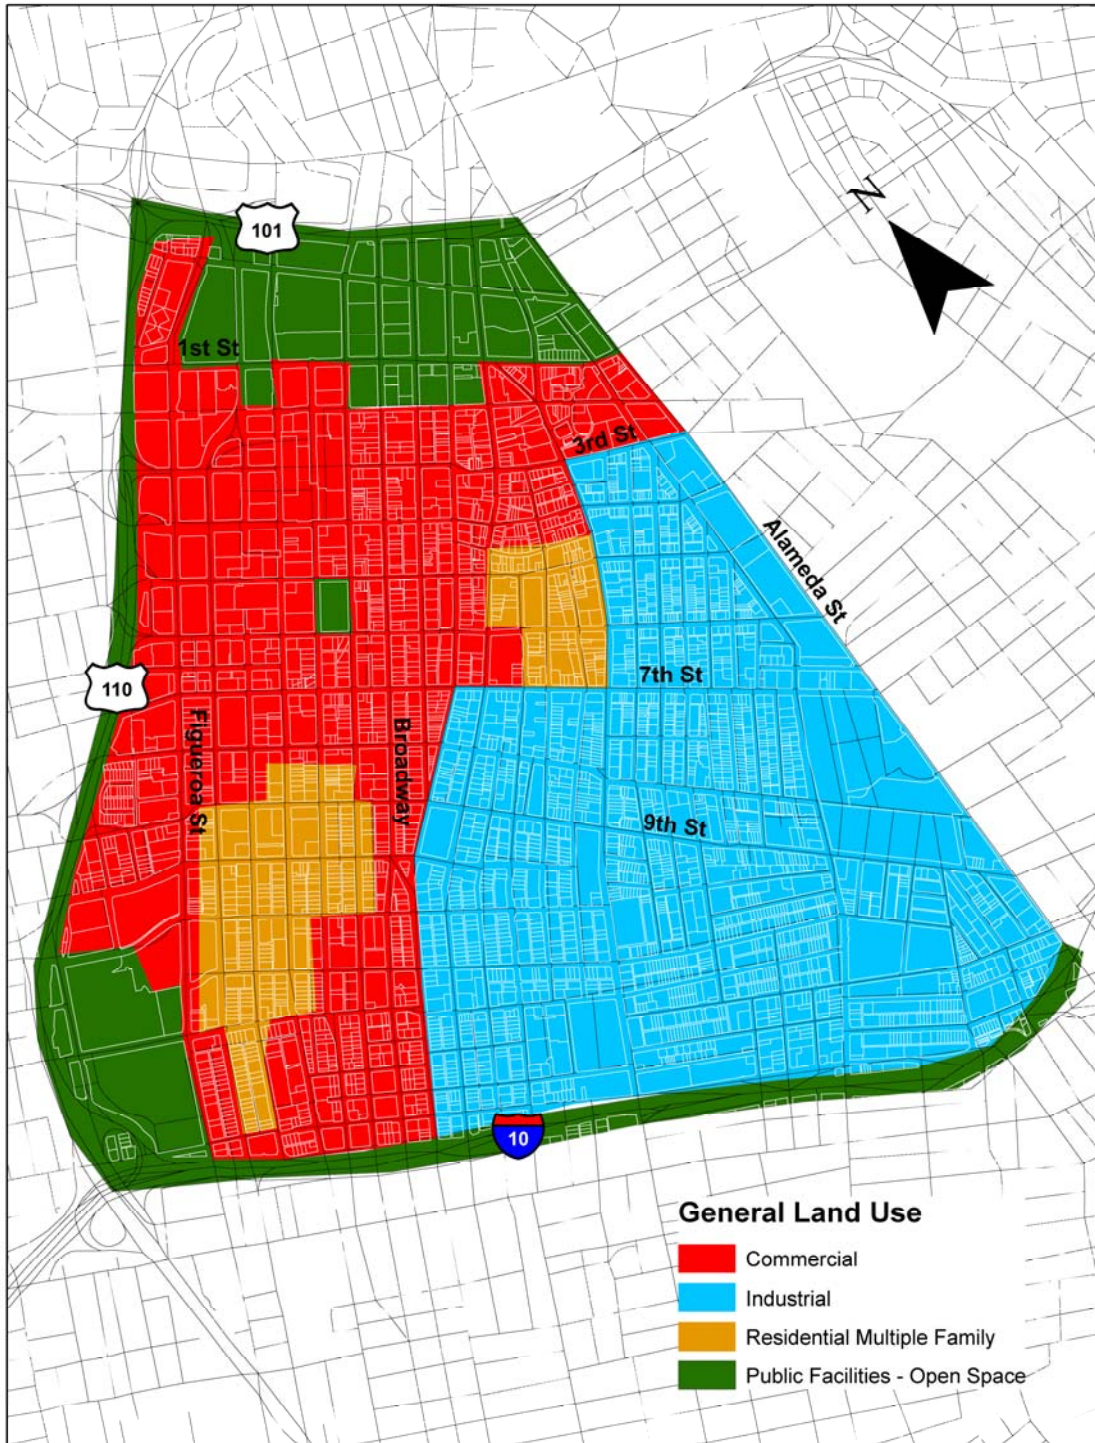 N
101
1st St
3rd St
Alameda St
110
7th St
Figueroa St
Broadway
9th St
10
General Land Use
Commercial
Industrial
Residential Multiple Family
Public Facilities - Open Space